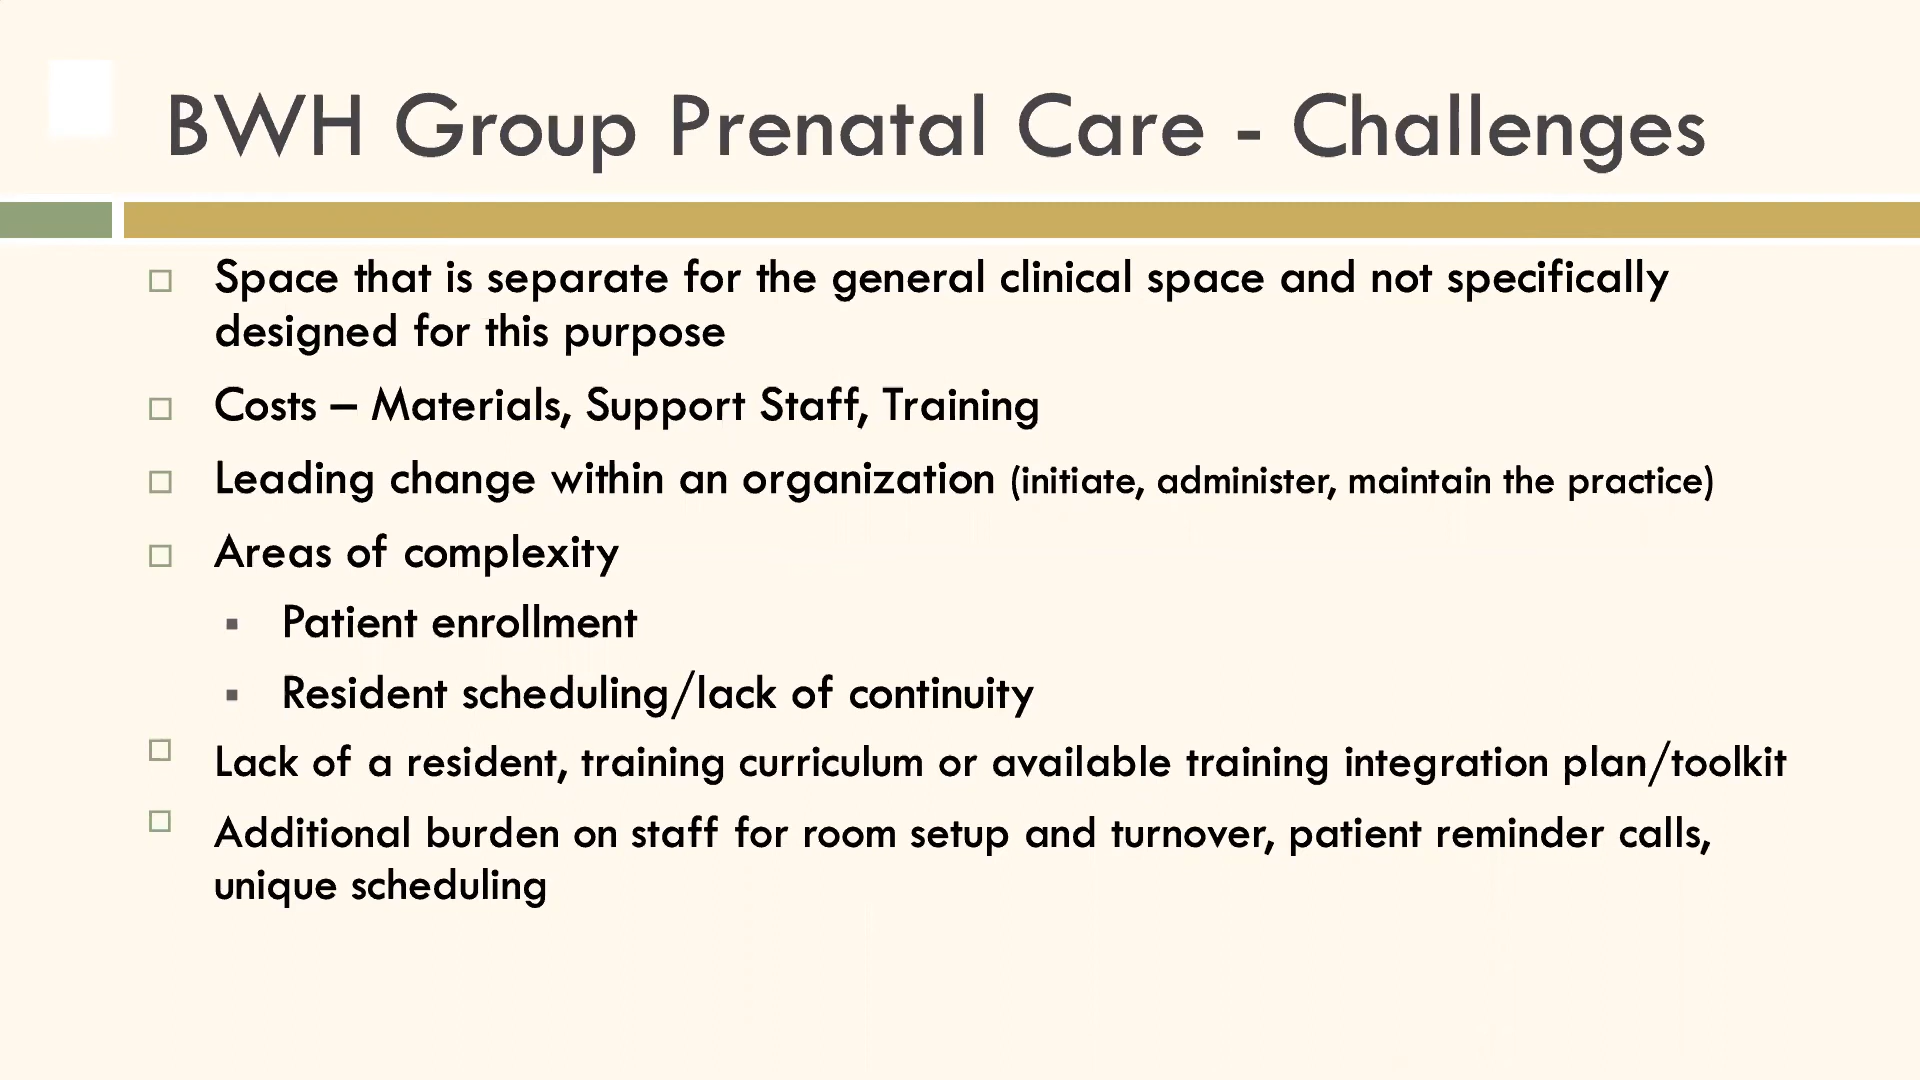 BWH Group Prenatal Care - Challenges
Space that is separate for the general clinical space and not specifically
designed for this purpose
Costs – Materials, Support Staff, Training
Leading change within an organization (initiate, administer, maintain the practice)
Areas of complexity
Patient enrollment
Resident scheduling/lack of continuity
Lack of a resident, training curriculum or available training integration plan/toolkit
Additional burden on staff for room setup and turnover, patient reminder calls,
unique scheduling